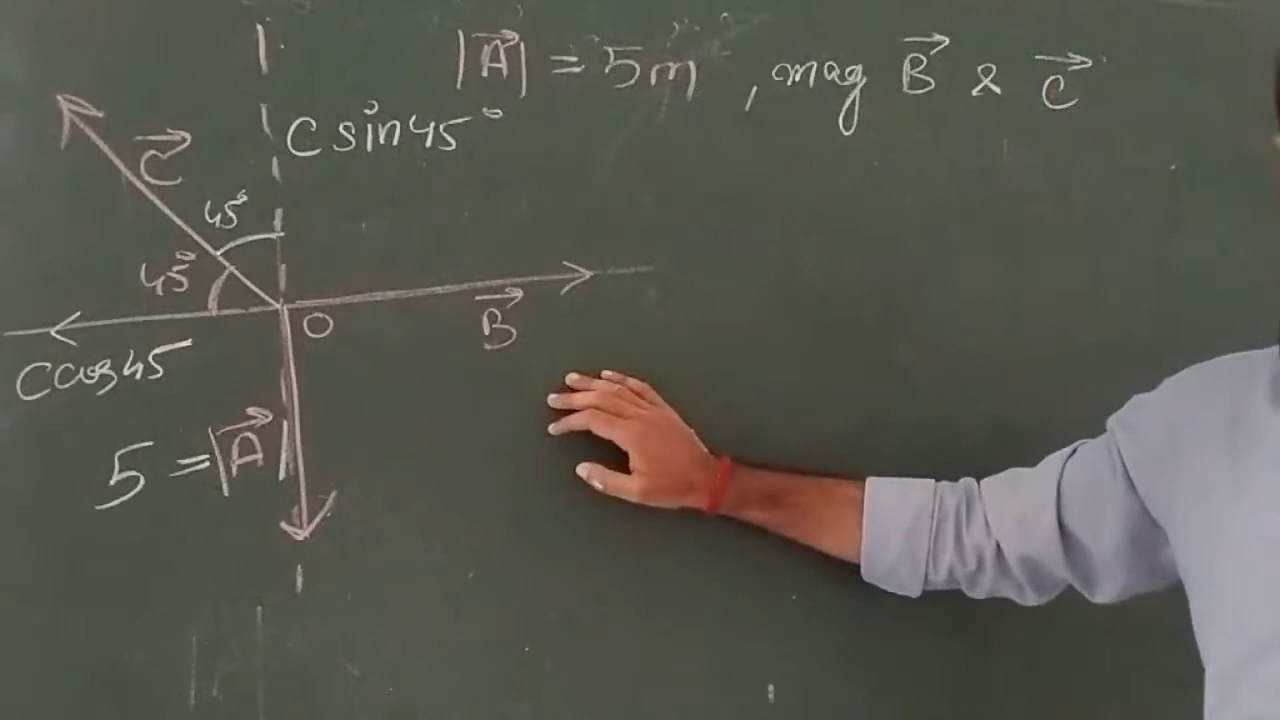 |A⃗| = 5m , mag B⃗ & C⃗
C sin45°
C⃗
45°
45°
O
B⃗
C cos45
5 = |A⃗|